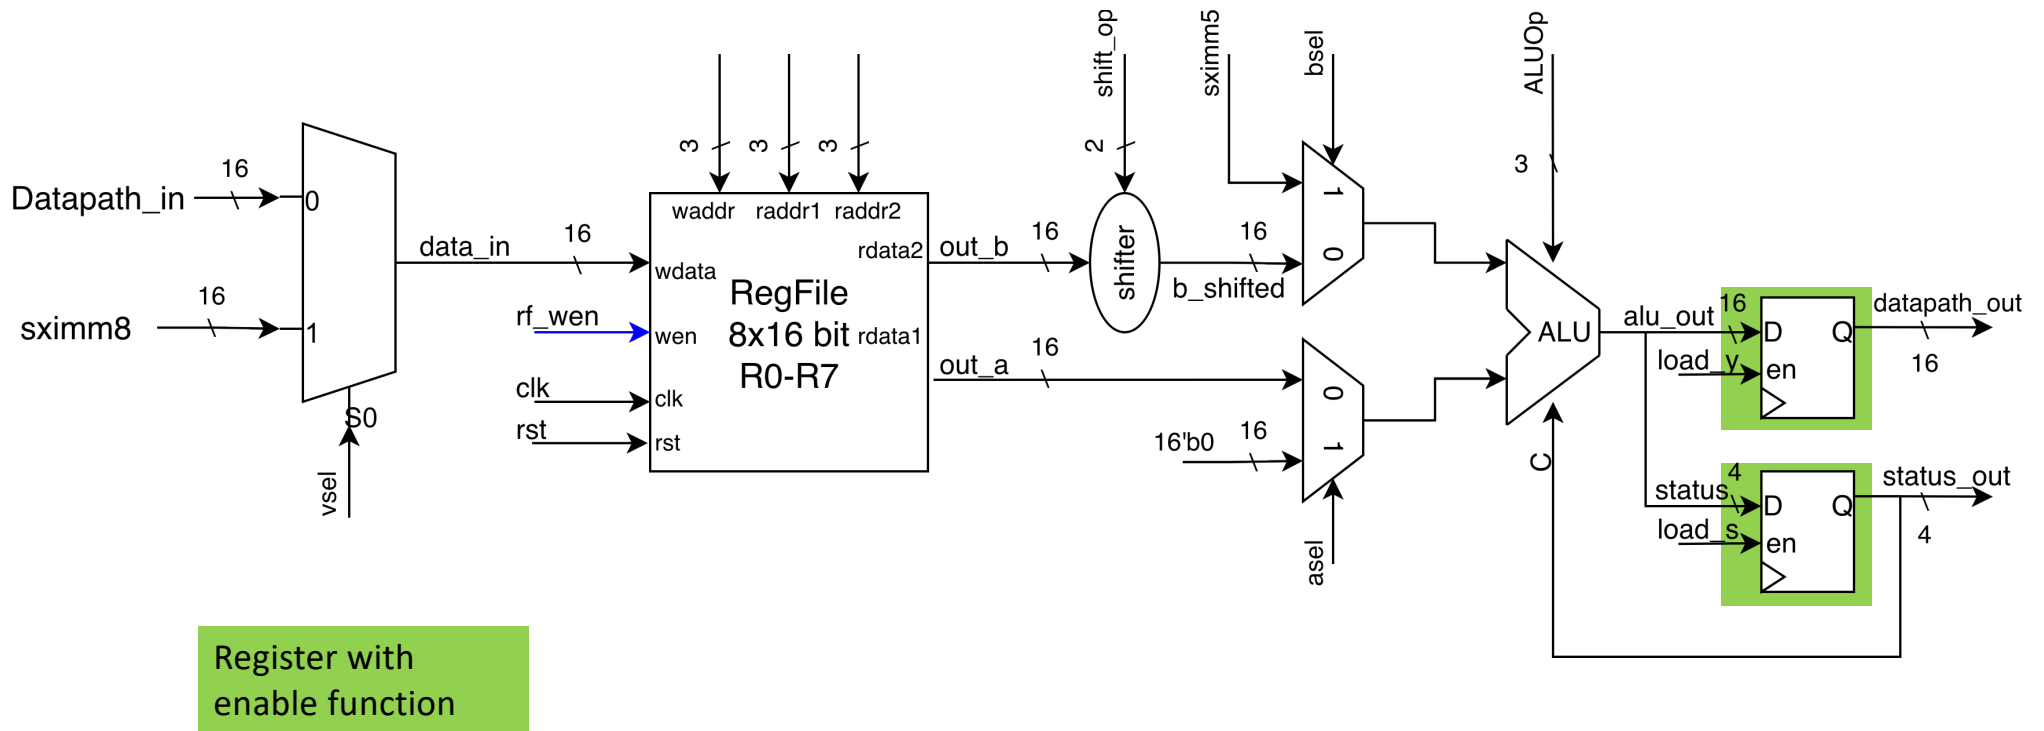 Datapath_in
16
0
sximm8
16
1
S0
vsel
data_in
16
3
3
3
waddr
raddr1
raddr2
wdata
rdata2
RegFile
8x16 bit
R0-R7
rf_wen
wen
rdata1
clk
clk
rst
rst
out_b
16
out_a
16
shift_op
2
shifter
16
b_shifted
sximm5
bsel
1
0
0
1
16'b0
16
asel
ALUOp
3
ALU
C
alu_out
16
load_y
D
Q
en
datapath_out
16
status
4
load_s
D
Q
en
status_out
4
Register with
enable function